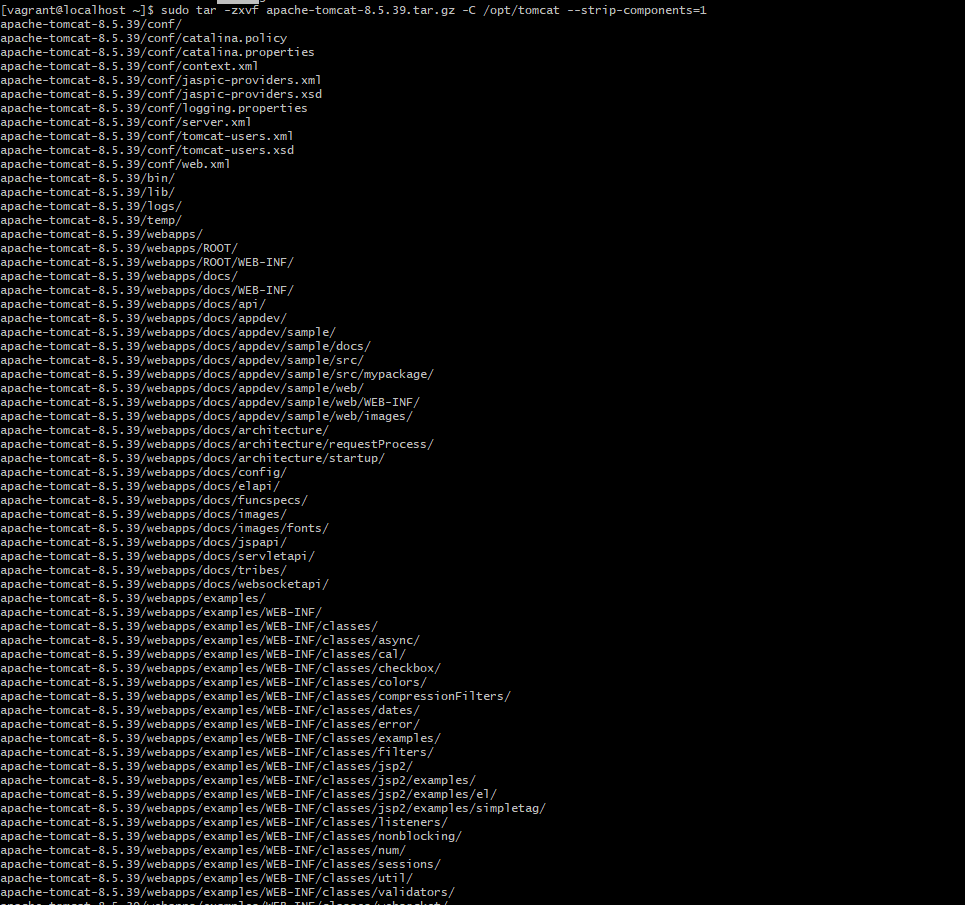 [vagrant@localhost ~]$ sudo tar -zxvf apache-tomcat-8.5.39.tar.gz -C /opt/tomcat --strip-components=1
apache-tomcat-8.5.39/conf/
apache-tomcat-8.5.39/conf/catalina.policy
apache-tomcat-8.5.39/conf/catalina.properties
apache-tomcat-8.5.39/conf/context.xml
apache-tomcat-8.5.39/conf/jaspic-providers.xml
apache-tomcat-8.5.39/conf/jaspic-providers.xsd
apache-tomcat-8.5.39/conf/logging.properties
apache-tomcat-8.5.39/conf/server.xml
apache-tomcat-8.5.39/conf/tomcat-users.xml
apache-tomcat-8.5.39/conf/tomcat-users.xsd
apache-tomcat-8.5.39/conf/web.xml
apache-tomcat-8.5.39/bin/
apache-tomcat-8.5.39/lib/
apache-tomcat-8.5.39/logs/
apache-tomcat-8.5.39/temp/
apache-tomcat-8.5.39/webapps/
apache-tomcat-8.5.39/webapps/ROOT/
apache-tomcat-8.5.39/webapps/ROOT/WEB-INF/
apache-tomcat-8.5.39/webapps/docs/
apache-tomcat-8.5.39/webapps/docs/WEB-INF/
apache-tomcat-8.5.39/webapps/docs/api/
apache-tomcat-8.5.39/webapps/docs/appdev/
apache-tomcat-8.5.39/webapps/docs/appdev/sample/
apache-tomcat-8.5.39/webapps/docs/appdev/sample/docs/
apache-tomcat-8.5.39/webapps/docs/appdev/sample/src/
apache-tomcat-8.5.39/webapps/docs/appdev/sample/src/mypackage/
apache-tomcat-8.5.39/webapps/docs/appdev/sample/web/
apache-tomcat-8.5.39/webapps/docs/appdev/sample/web/WEB-INF/
apache-tomcat-8.5.39/webapps/docs/appdev/sample/web/images/
apache-tomcat-8.5.39/webapps/docs/architecture/
apache-tomcat-8.5.39/webapps/docs/architecture/requestProcess/
apache-tomcat-8.5.39/webapps/docs/architecture/startup/
apache-tomcat-8.5.39/webapps/docs/config/
apache-tomcat-8.5.39/webapps/docs/elapi/
apache-tomcat-8.5.39/webapps/docs/funcspecs/
apache-tomcat-8.5.39/webapps/docs/images/
apache-tomcat-8.5.39/webapps/docs/images/fonts/
apache-tomcat-8.5.39/webapps/docs/jspapi/
apache-tomcat-8.5.39/webapps/docs/servletapi/
apache-tomcat-8.5.39/webapps/docs/tribes/
apache-tomcat-8.5.39/webapps/docs/websocketapi/
apache-tomcat-8.5.39/webapps/examples/
apache-tomcat-8.5.39/webapps/examples/WEB-INF/
apache-tomcat-8.5.39/webapps/examples/WEB-INF/classes/
apache-tomcat-8.5.39/webapps/examples/WEB-INF/classes/async/
apache-tomcat-8.5.39/webapps/examples/WEB-INF/classes/cal/
apache-tomcat-8.5.39/webapps/examples/WEB-INF/classes/checkbox/
apache-tomcat-8.5.39/webapps/examples/WEB-INF/classes/colors/
apache-tomcat-8.5.39/webapps/examples/WEB-INF/classes/compressionFilters/
apache-tomcat-8.5.39/webapps/examples/WEB-INF/classes/dates/
apache-tomcat-8.5.39/webapps/examples/WEB-INF/classes/error/
apache-tomcat-8.5.39/webapps/examples/WEB-INF/classes/examples/
apache-tomcat-8.5.39/webapps/examples/WEB-INF/classes/filters/
apache-tomcat-8.5.39/webapps/examples/WEB-INF/classes/jsp2/
apache-tomcat-8.5.39/webapps/examples/WEB-INF/classes/jsp2/examples/
apache-tomcat-8.5.39/webapps/examples/WEB-INF/classes/jsp2/examples/el/
apache-tomcat-8.5.39/webapps/examples/WEB-INF/classes/jsp2/examples/simpletag/
apache-tomcat-8.5.39/webapps/examples/WEB-INF/classes/listeners/
apache-tomcat-8.5.39/webapps/examples/WEB-INF/classes/nonblocking/
apache-tomcat-8.5.39/webapps/examples/WEB-INF/classes/num/
apache-tomcat-8.5.39/webapps/examples/WEB-INF/classes/sessions/
apache-tomcat-8.5.39/webapps/examples/WEB-INF/classes/util/
apache-tomcat-8.5.39/webapps/examples/WEB-INF/classes/validators/
apache-tomcat-8.5.39/webapps/examples/WEB-INF/classes/websocket/